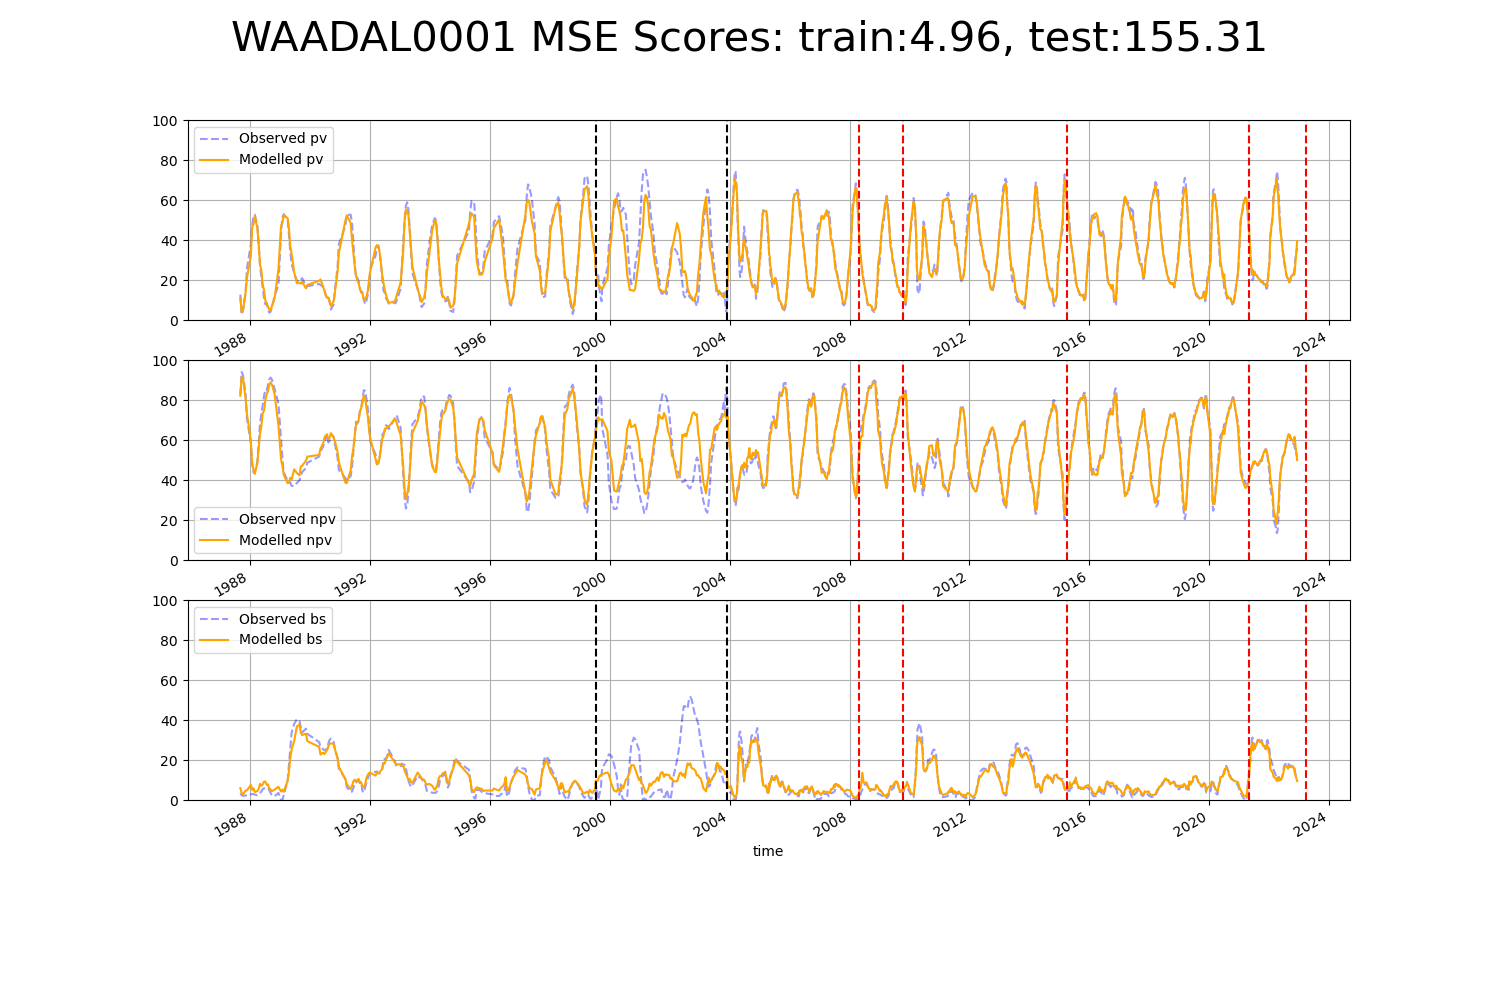 WAADAL0001 MSE Scores: train:4.96, test:155.31
100
80
60
40
20
0
Observed pv
Modelled pv
1988 1992 1996 2000 2004 2008 2012 2016 2020 2024
100
80
60
40
20
0
Observed npv
Modelled npv
1988 1992 1996 2000 2004 2008 2012 2016 2020 2024
100
80
60
40
20
0
Observed bs
Modelled bs
1988 1992 1996 2000 2004 2008 2012 2016 2020 2024
time